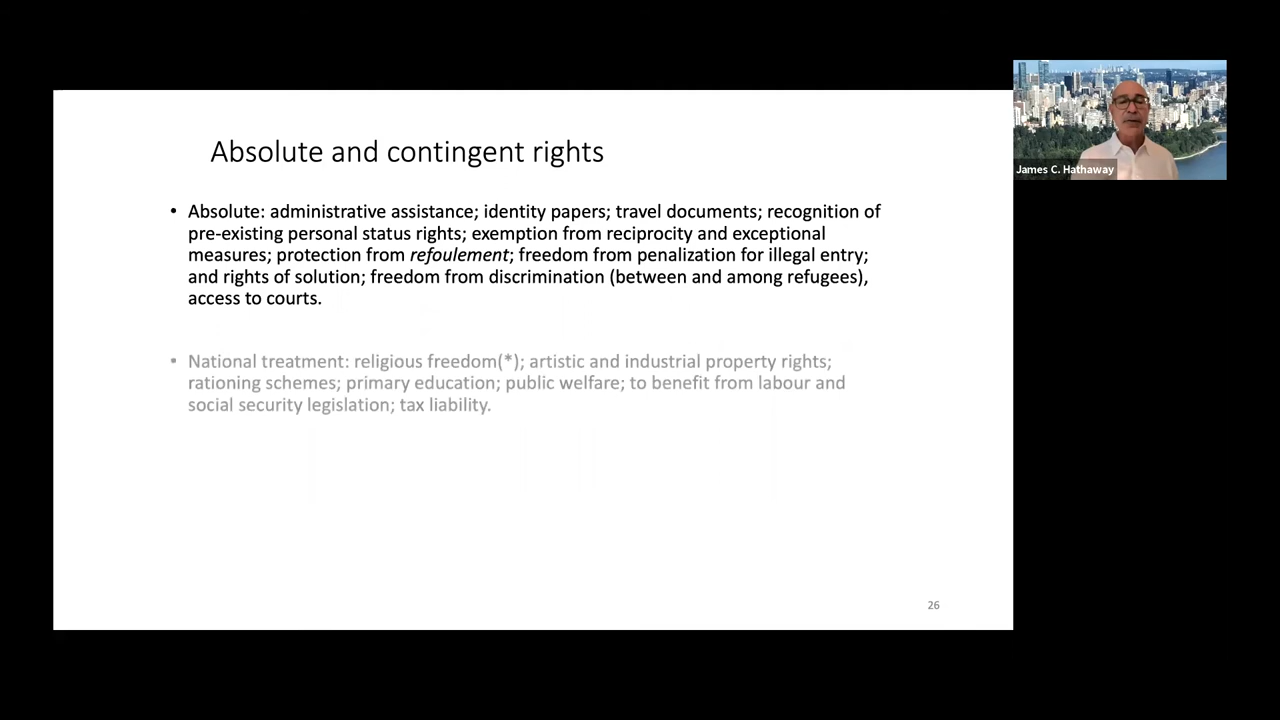 Absolute and contingent rights
• Absolute: administrative assistance; identity papers; travel documents; recognition of
pre-existing personal status rights; exemption from reciprocity and exceptional
measures; protection from refoulement; freedom from penalization for illegal entry;
and rights of solution; freedom from discrimination (between and among refugees),
access to courts.
• National treatment: religious freedom(*); artistic and industrial property rights;
rationing schemes; primary education; public welfare; to benefit from labour and
social security legislation; tax liability.
26
James C. Hathaway